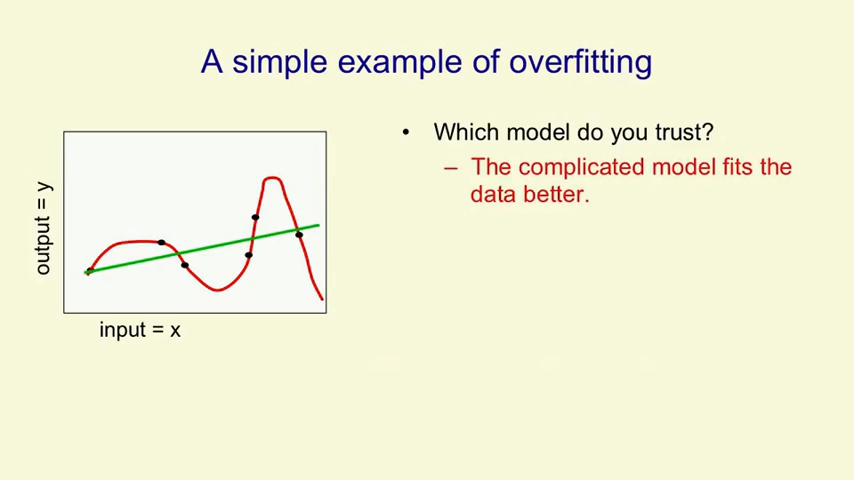 A simple example of overfitting
• Which model do you trust?
– The complicated model fits the
data better.
output = y
input = x